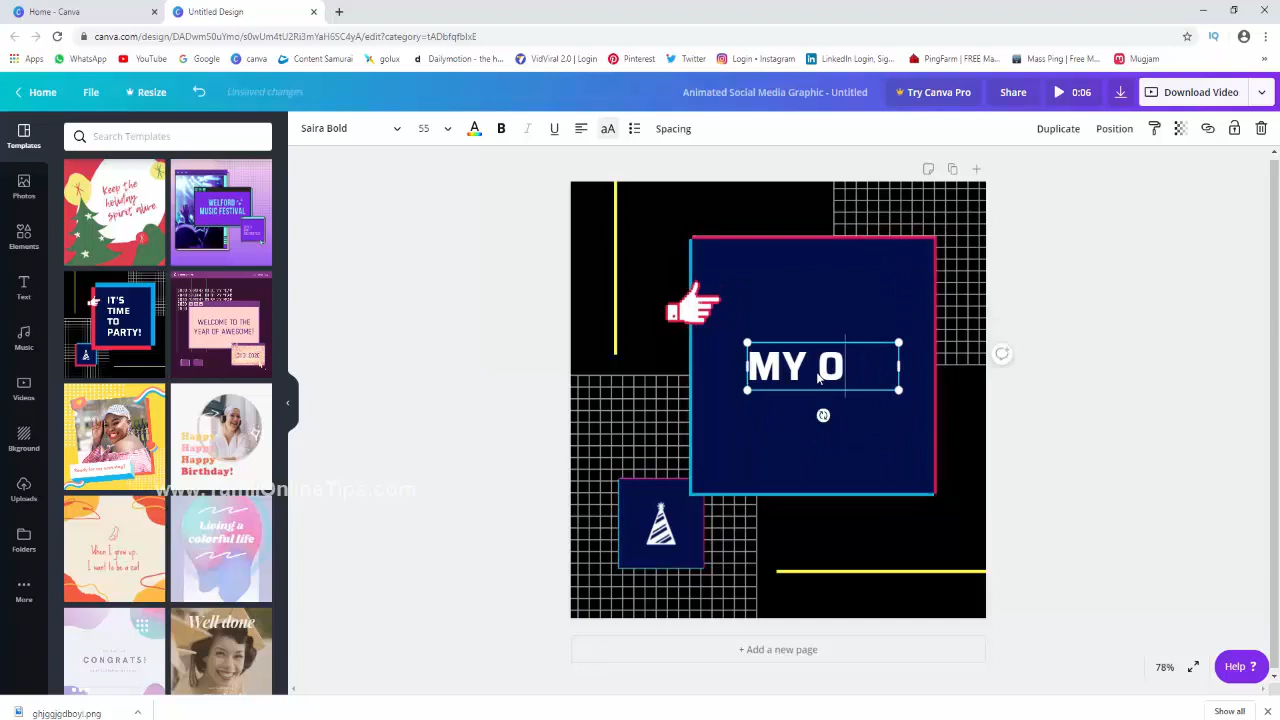 Home - Canva
Untitled Design
canva.com/design/DADwm50uYmo/s0wUm4tU2Ri3mYaH6SC4yA/edit?category=tADbfqfbIxE
Apps WhatsApp YouTube Google canva Content Samurai golux Dailymotion - the h... VidViral 2.0 | Login Pinterest Twitter Login • Instagram LinkedIn Login, Sig... PingFarm | FREE Ma... Mass Ping | Free M... Mugjam
Home File Resize Unsaved changes Animated Social Media Graphic - Untitled Try Canva Pro Share 0:06 Download Video
Templates
Photos
Elements
Text
Music
Videos
Bkground
Uploads
Folders
More
Search Templates
Saira Bold 55 B I U aA Spacing Duplicate Position
Keep the
holiday
spirit alive
WELFORD
MUSIC FESTIVAL
IT'S
TIME
TO
PARTY!
WELCOME TO THE
YEAR OF AWESOME!
Happy
Happy
Happy
Birthday!
When I grow up,
I want to be a cat
Living a
colorful life
CONGRATS!
Well done
MY O
www.TamilOnlineTips.com
+ Add a new page
78%
Help ?
ghjggjgdboyl.png
Show all